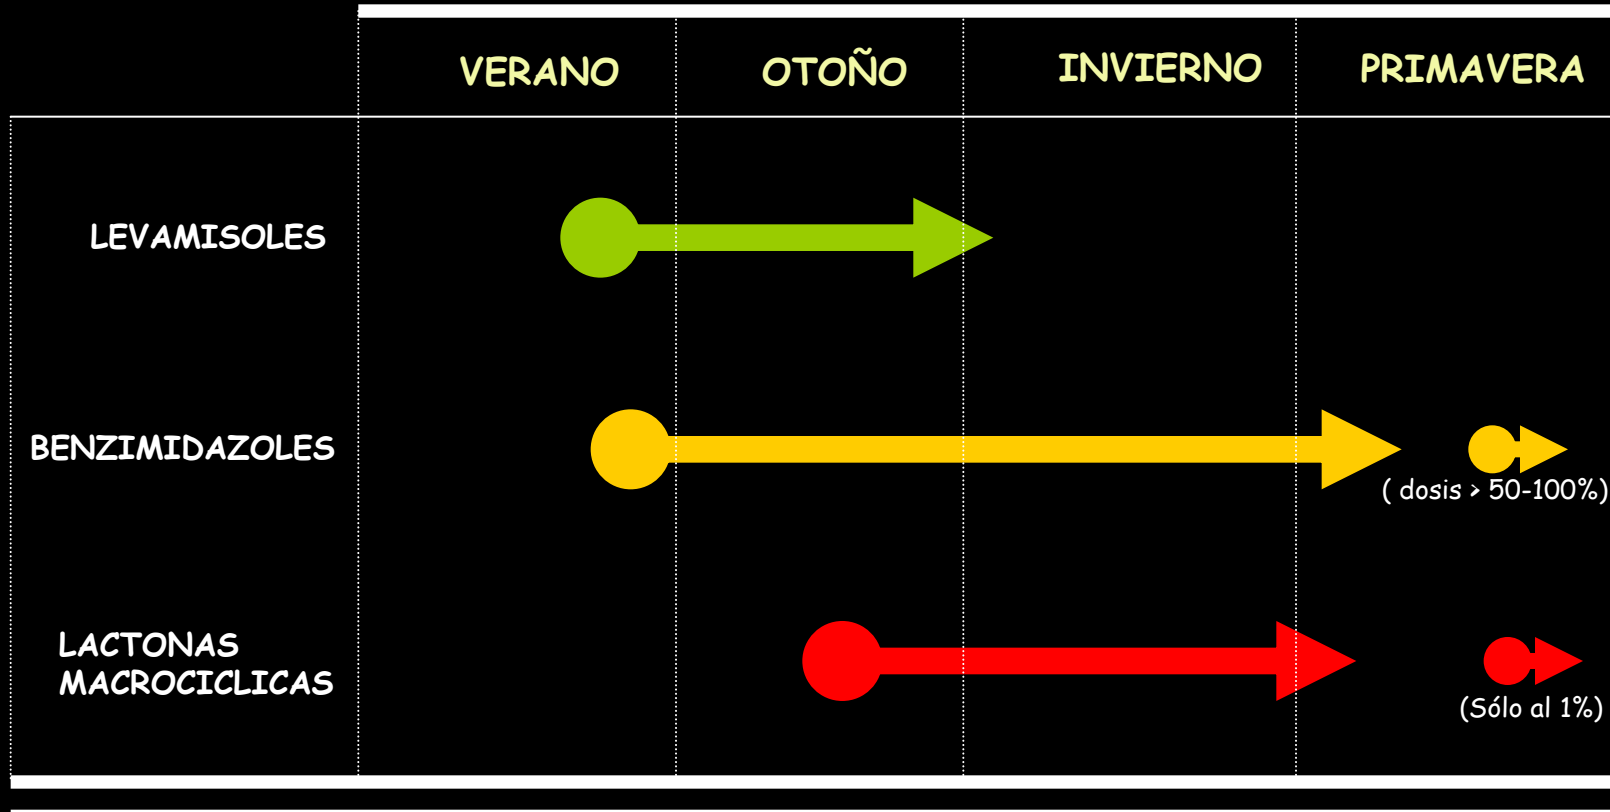 VERANO OTOÑO INVIERNO PRIMAVERA
LEVAMISOLES
BENZIMIDAZOLES
( dosis > 50-100%)
LACTONAS
MACROCICLICAS
(Sólo al 1%)